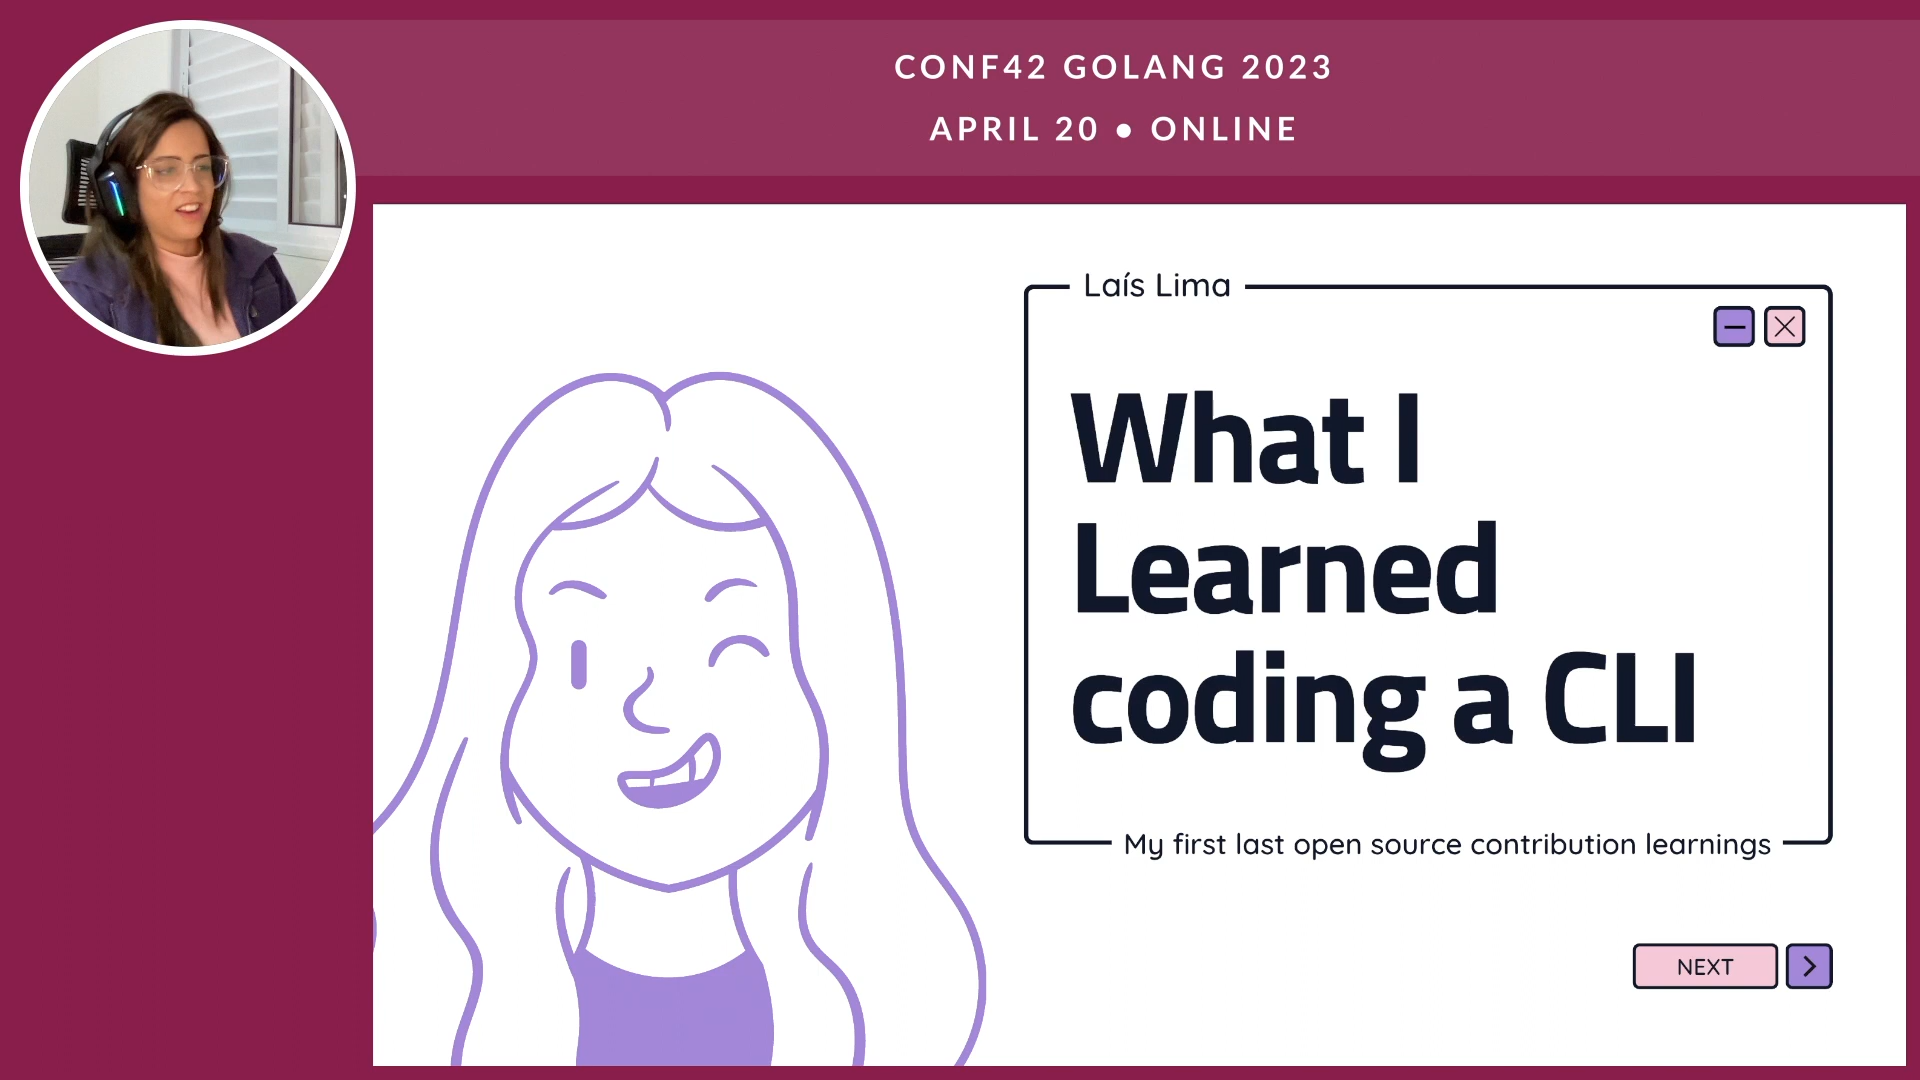 CONF42 GOLANG 2023
APRIL 20 • ONLINE
Laís Lima
What I
Learned
coding a CLI
My first last open source contribution learnings
NEXT